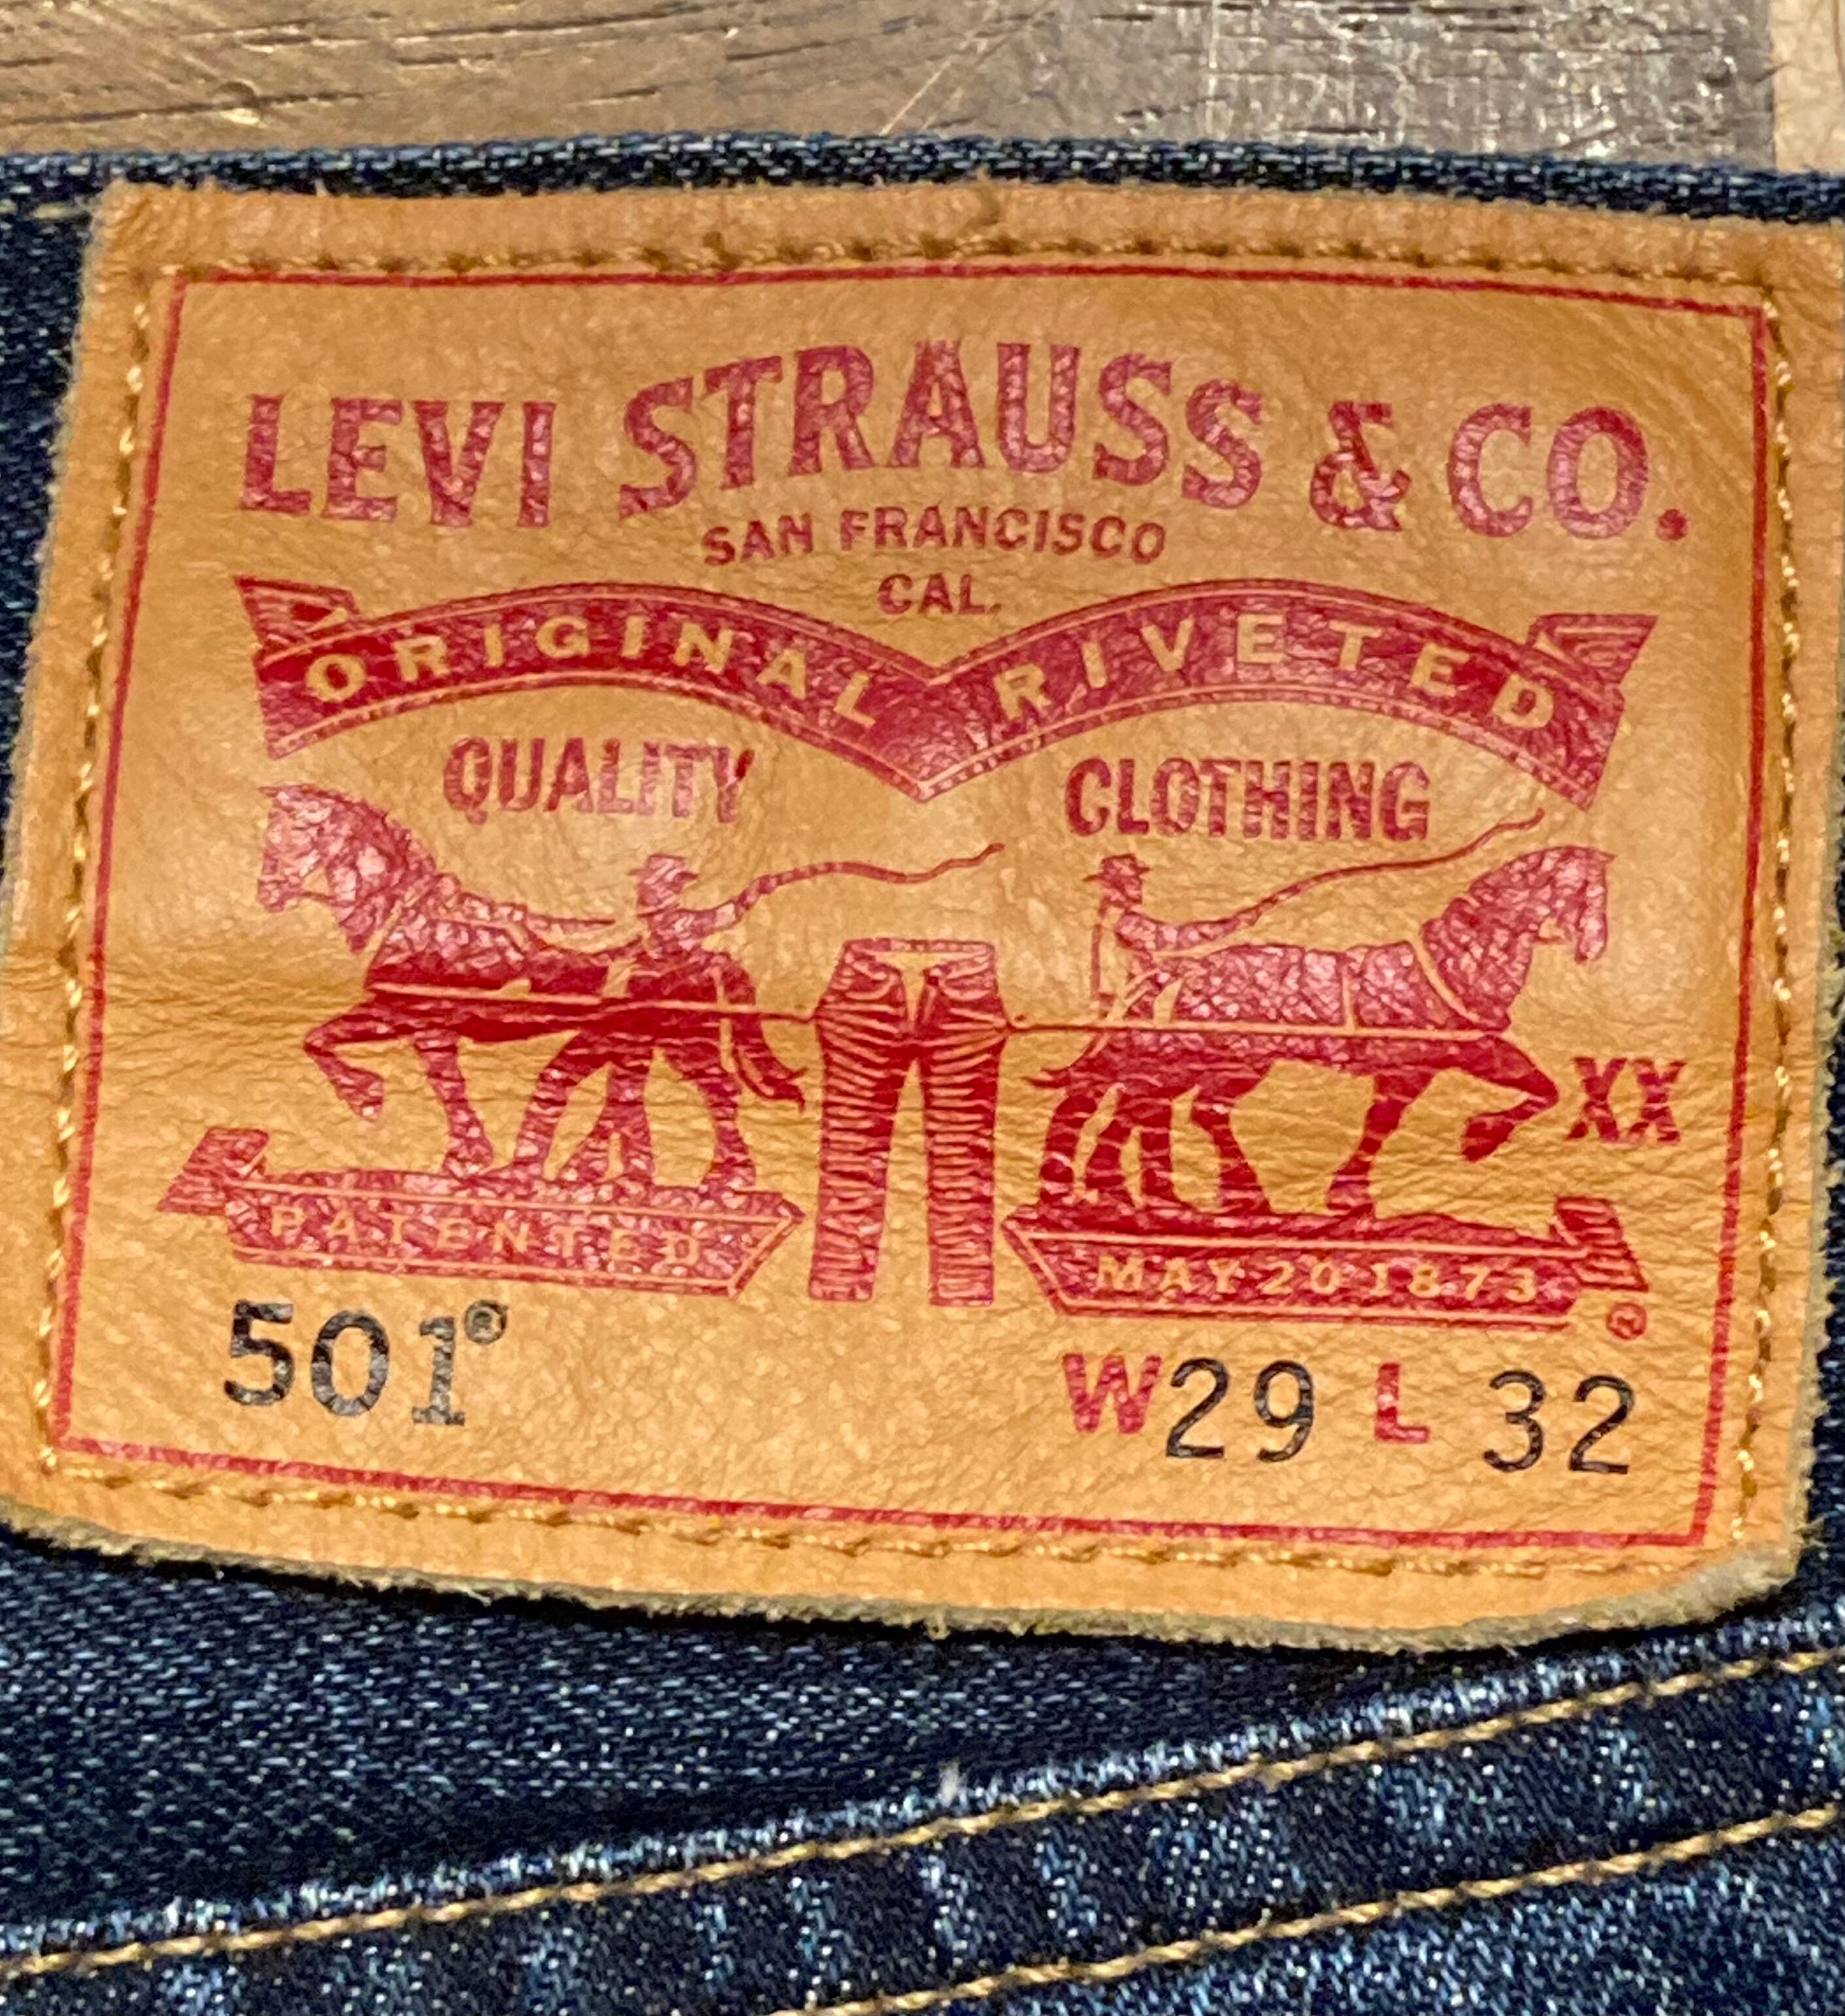 LEVI STRAUSS & CO.
SAN FRANCISCO
CAL.
ORIGINAL RIVETED
QUALITY CLOTHING
XX
PATENTED MAY 20 1873
®
501® W29 L 32